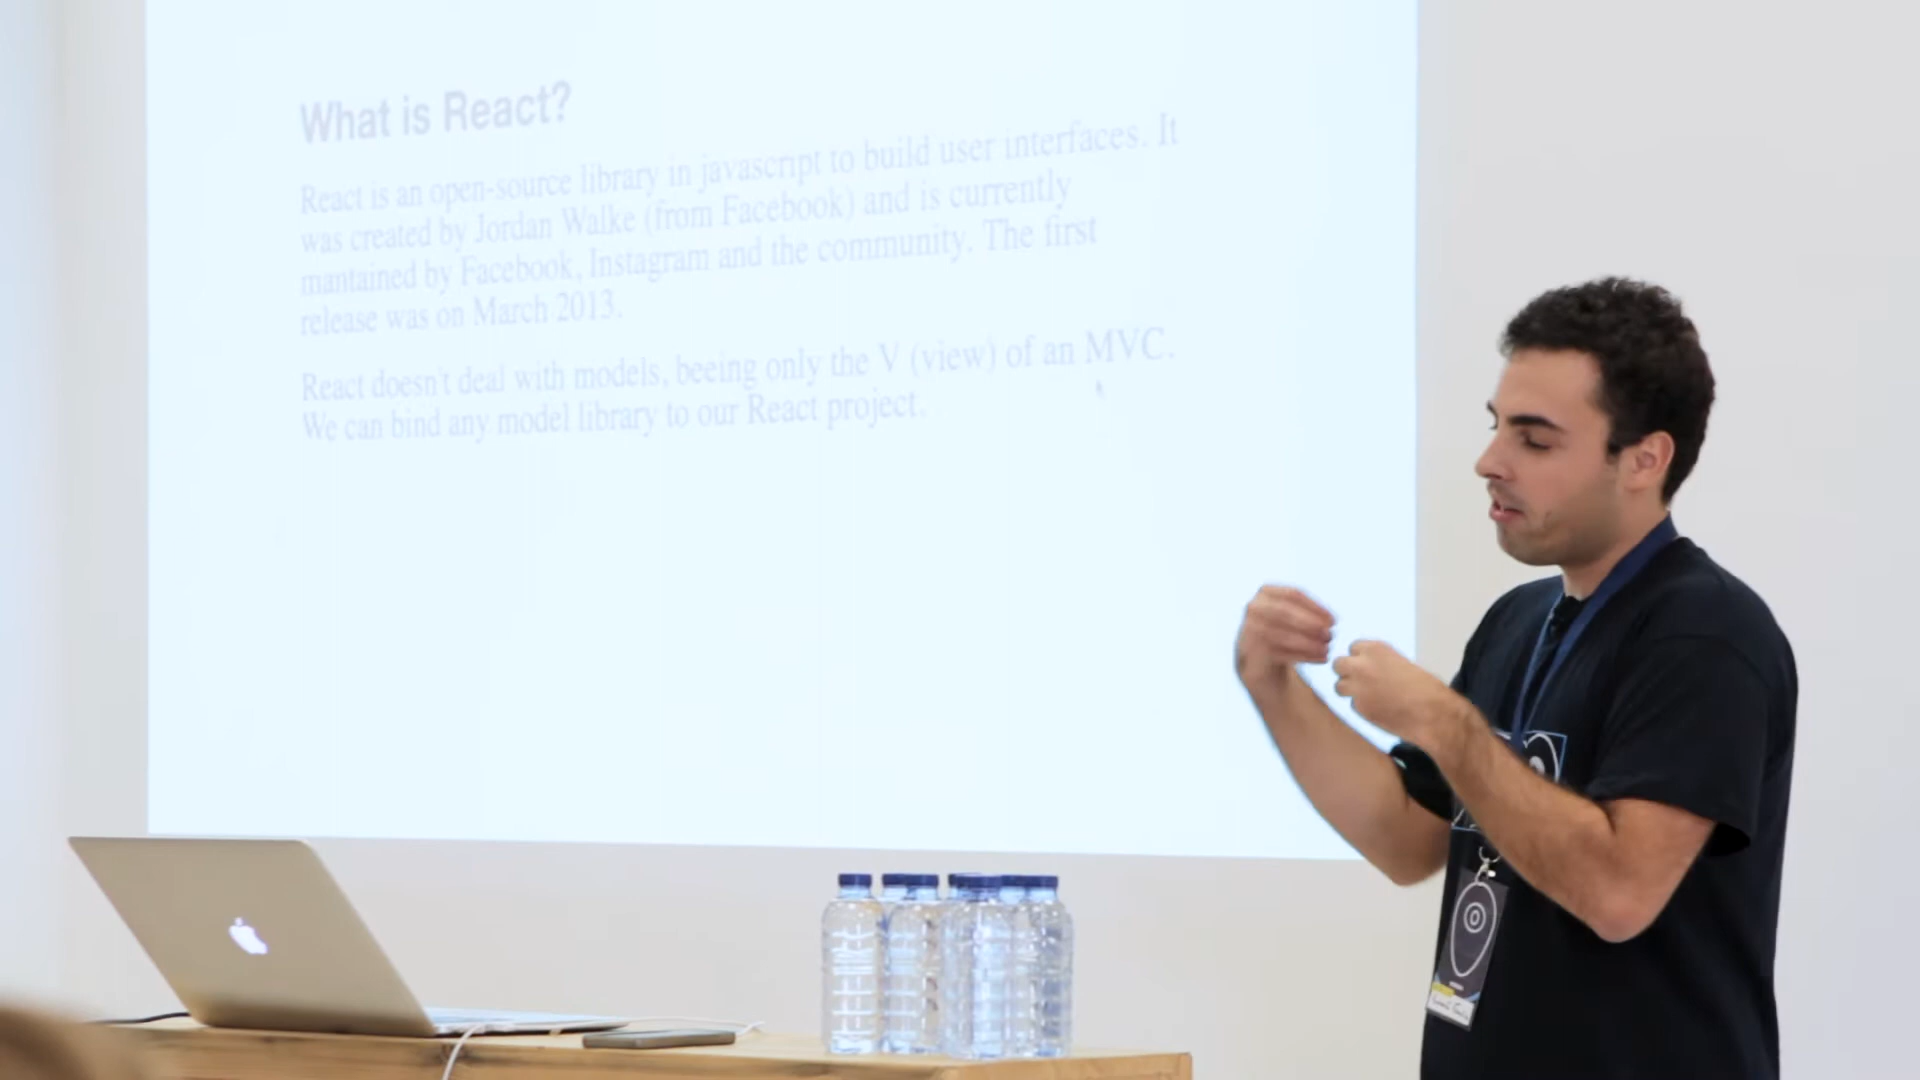 What is React?
React is an open-source library in javascript to build user interfaces. It
was created by Jordan Walke (from Facebook) and is currently
mantained by Facebook, Instagram and the community. The first
release was on March 2013.
React doesn't deal with models, beeing only the V (view) of an MVC.
We can bind any model library to our React project.